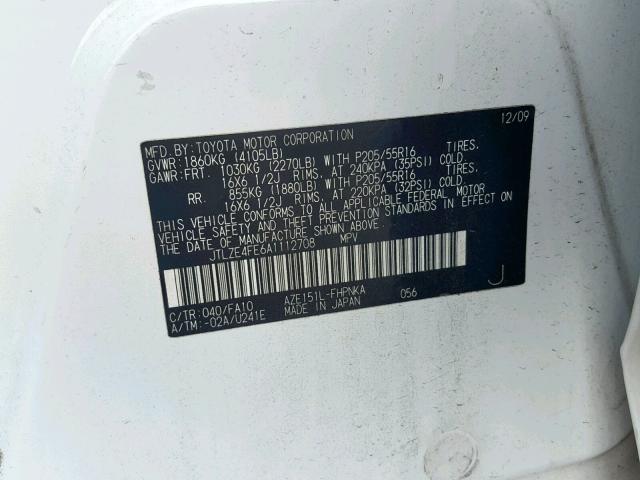 MFD. BY: TOYOTA MOTOR CORPORATION 12/09
GVWR: 1860KG (4105LB)
GAWR: FRT. 1030KG (2270LB) WITH P205/55R16 TIRES.
16X6 1/2J RIMS, AT 240KPA (35PSI) COLD.
RR. 855KG (1880LB) WITH P205/55R16 TIRES.
16X6 1/2J RIMS, AT 220KPA (32PSI) COLD.
THIS VEHICLE CONFORMS TO ALL APPLICABLE FEDERAL MOTOR
VEHICLE SAFETY AND THEFT PREVENTION STANDARDS IN EFFECT ON
THE DATE OF MANUFACTURE SHOWN ABOVE.
JTLZE4FE6A1112708 MPV
C/TR: 040/FA10 AZE151L-FHPNKA 056 J
A/TM: -02A/U241E MADE IN JAPAN